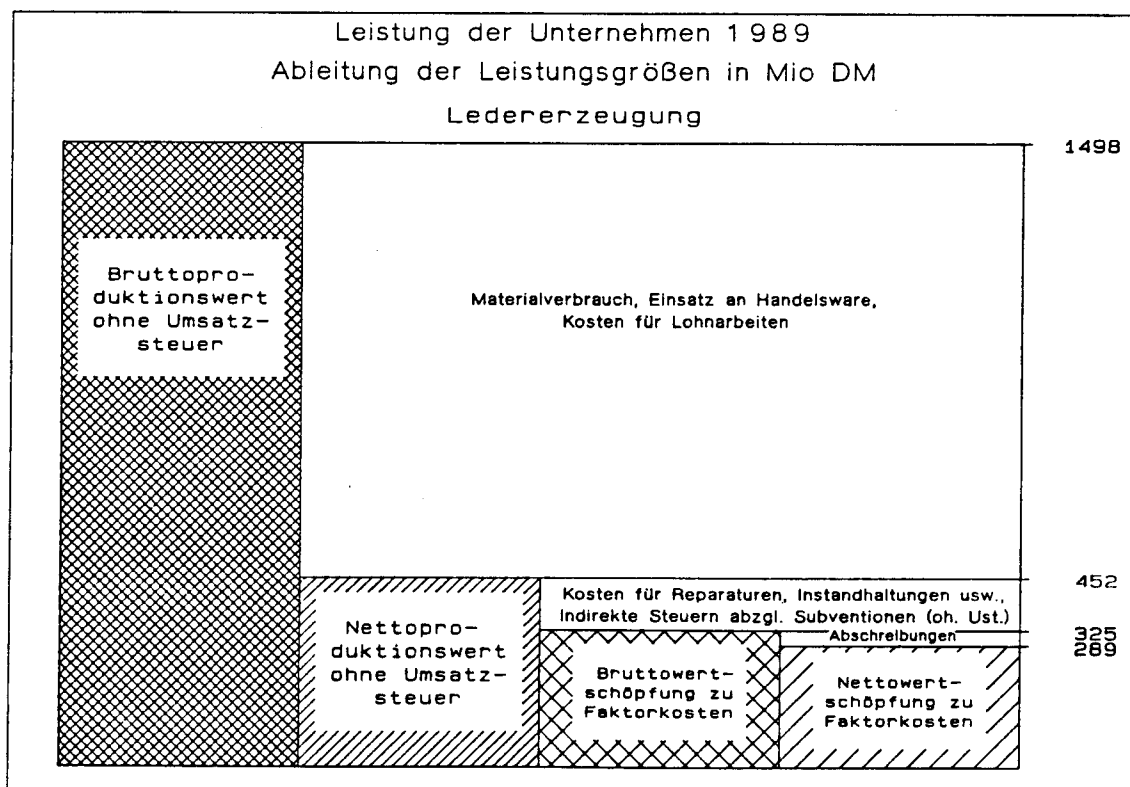 Leistung der Unternehmen 1989
Ableitung der Leistungsgrößen in Mio DM
Ledererzeugung
1498
Bruttopro-
duktionswert
ohne Umsatz-
steuer
Materialverbrauch, Einsatz an Handelsware,
Kosten für Lohnarbeiten
452
Kosten für Reparaturen, Instandhaltungen usw.,
Indirekte Steuern abzgl. Subventionen (oh. Ust.)
325
Abschreibungen
289
Nettopro-
duktionswert
ohne Umsatz-
steuer
Bruttowert-
schöpfung zu
Faktorkosten
Nettowert-
schöpfung zu
Faktorkosten